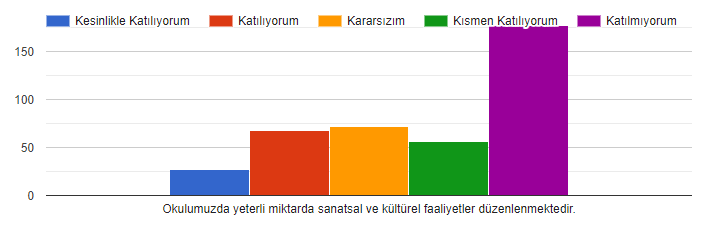 Kesinlikle Katılıyorum Katılıyorum Kararsızım Kısmen Katılıyorum Katılmıyorum
150
100
50
0
Okulumuzda yeterli miktarda sanatsal ve kültürel faaliyetler düzenlenmektedir.